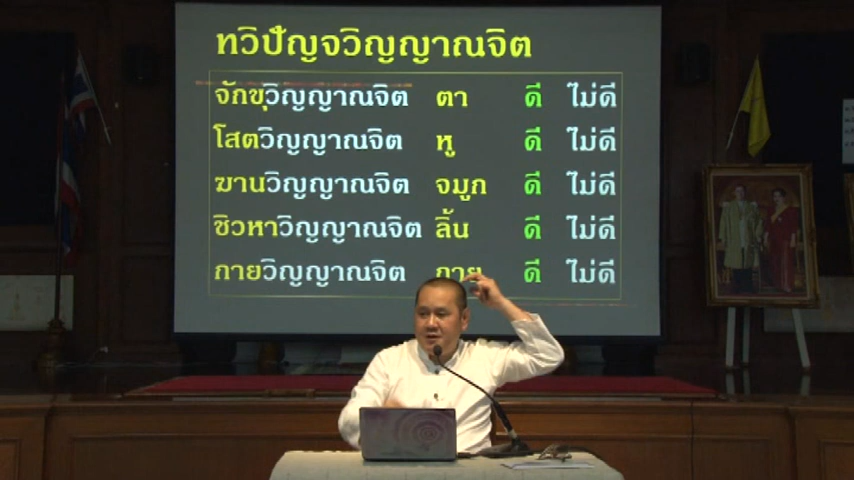 ทวิปัญจวิญญาณจิต
จักขุวิญญาณจิต ตา ดี ไม่ดี
โสตวิญญาณจิต หู ดี ไม่ดี
ฆานวิญญาณจิต จมูก ดี ไม่ดี
ชิวหาวิญญาณจิต ลิ้น ดี ไม่ดี
กายวิญญาณจิต กาย ดี ไม่ดี